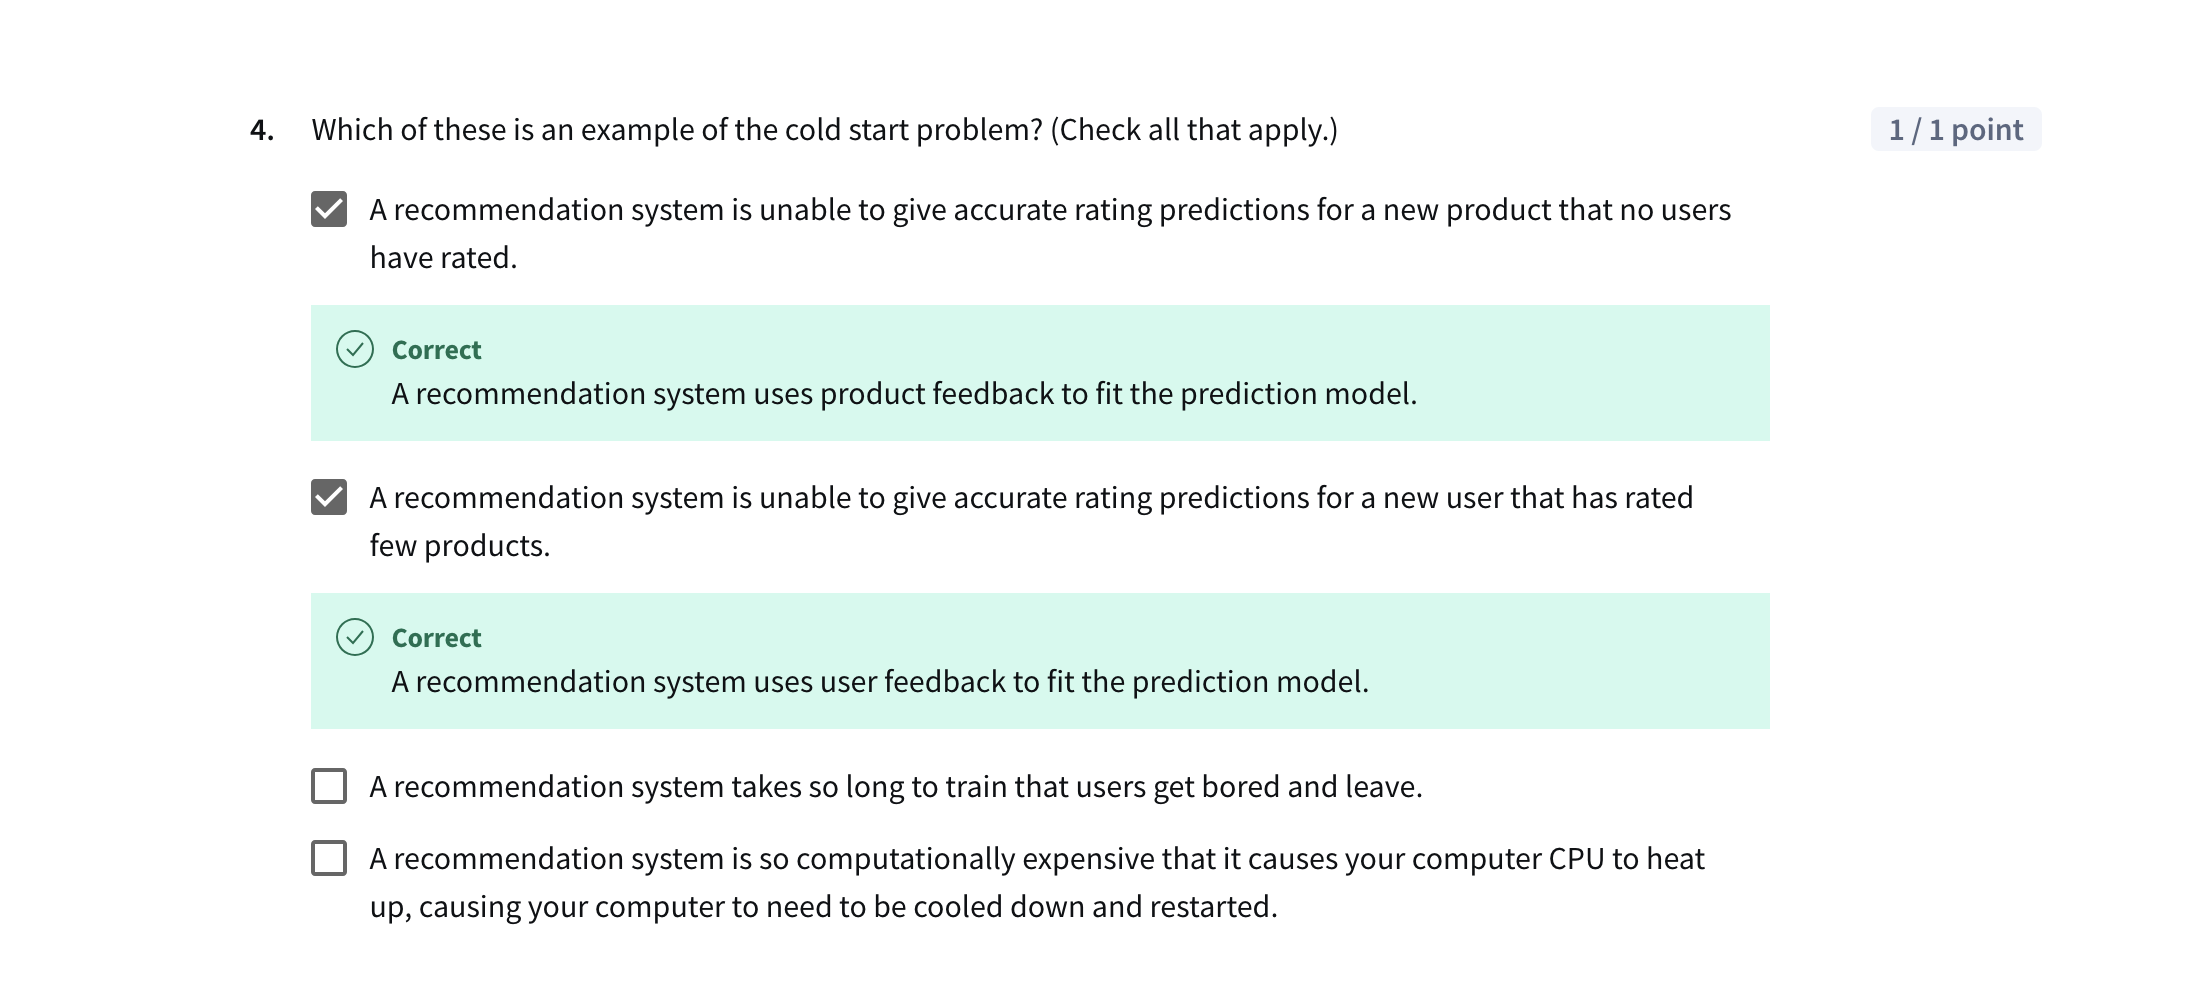 4. Which of these is an example of the cold start problem? (Check all that apply.)
1 / 1 point
A recommendation system is unable to give accurate rating predictions for a new product that no users
have rated.
Correct
A recommendation system uses product feedback to fit the prediction model.
A recommendation system is unable to give accurate rating predictions for a new user that has rated
few products.
Correct
A recommendation system uses user feedback to fit the prediction model.
A recommendation system takes so long to train that users get bored and leave.
A recommendation system is so computationally expensive that it causes your computer CPU to heat
up, causing your computer to need to be cooled down and restarted.